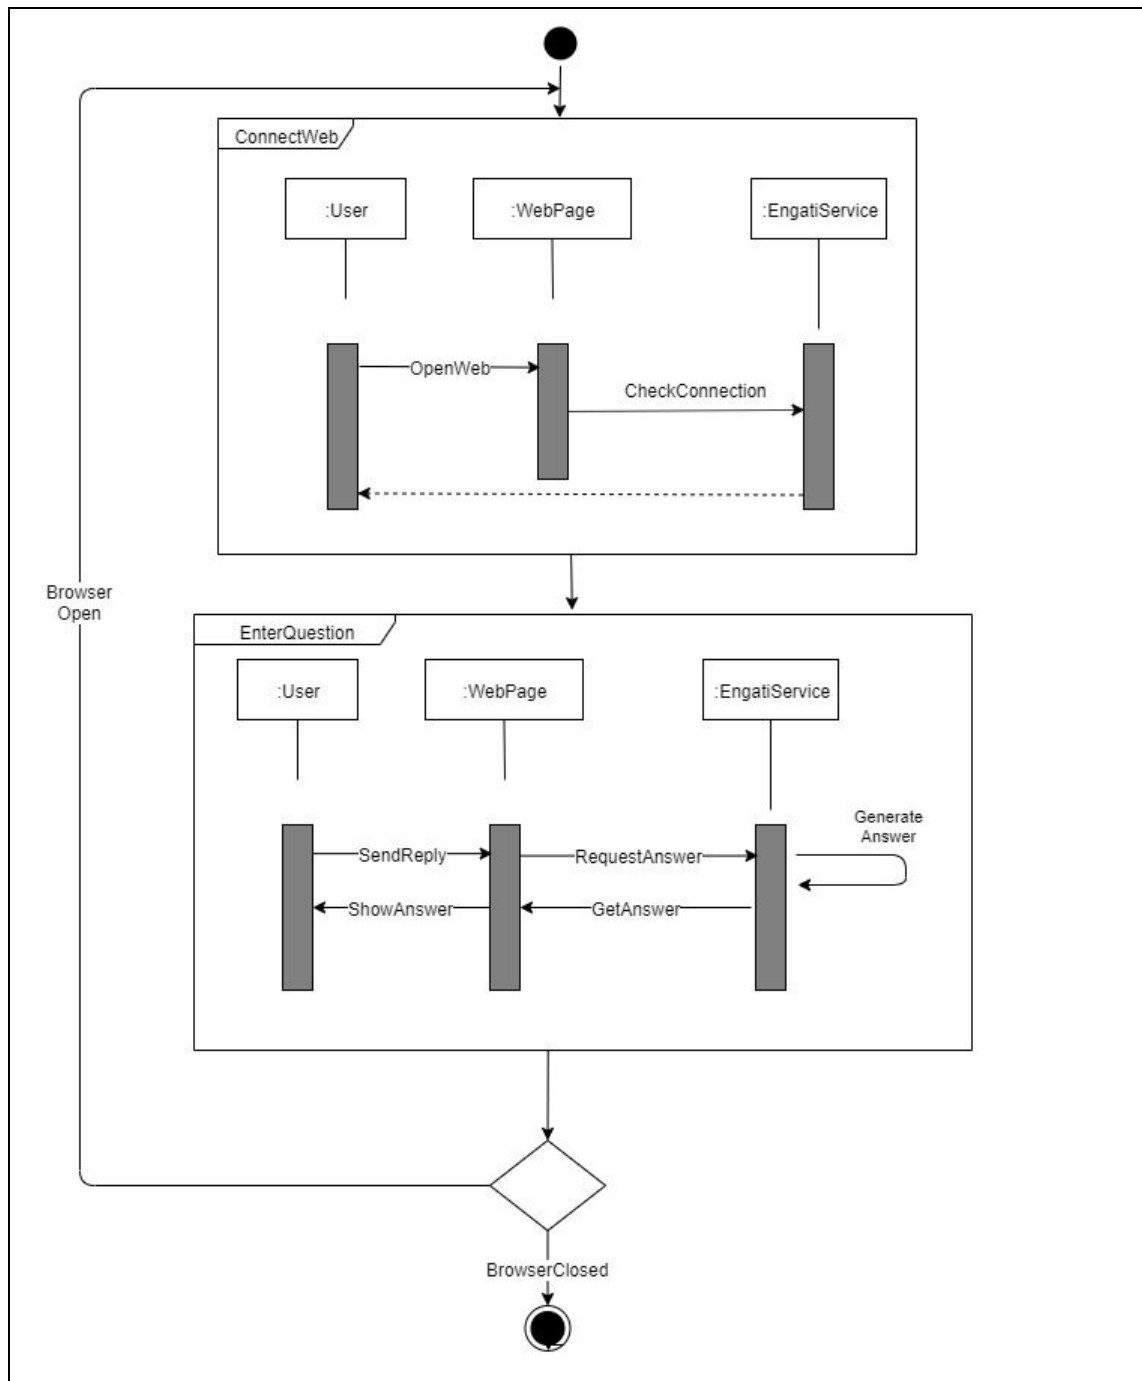 ConnectWeb
:User
:WebPage
:EngatiService
OpenWeb
CheckConnection
Browser
Open
EnterQuestion
:User
:WebPage
:EngatiService
Generate
Answer
SendReply
RequestAnswer
ShowAnswer
GetAnswer
BrowserClosed